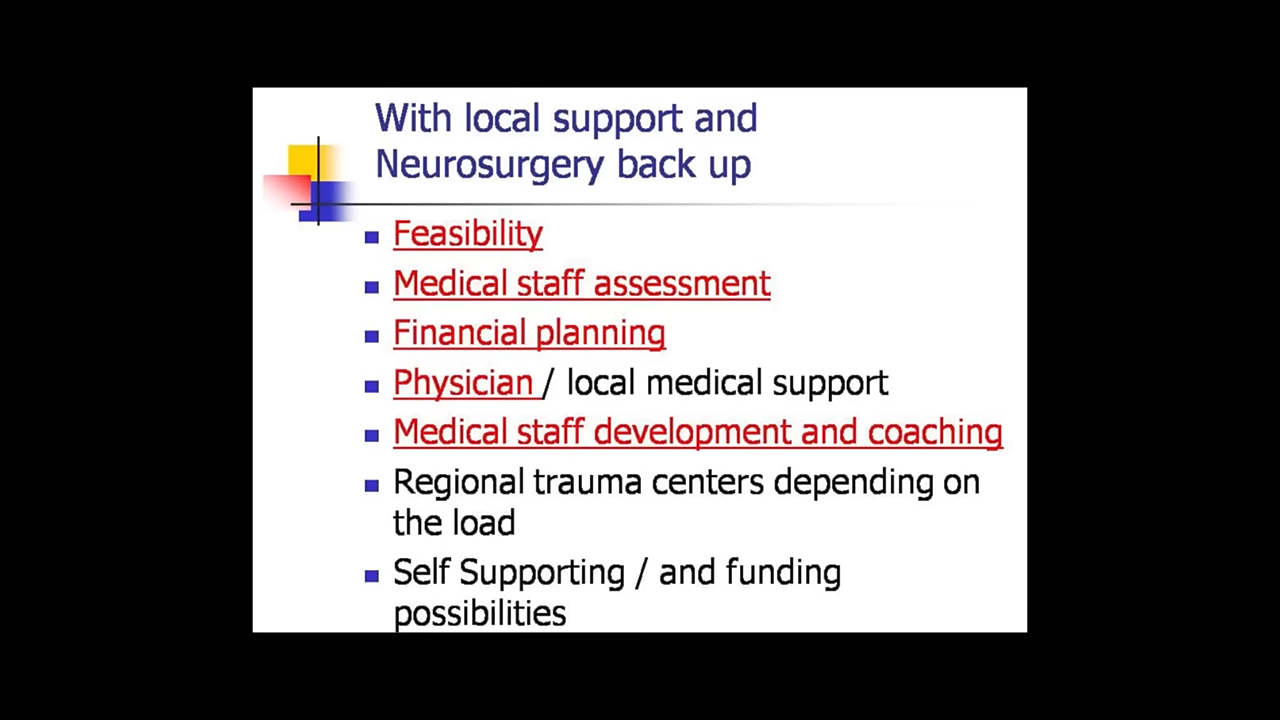 With local support and
Neurosurgery back up
Feasibility
Medical staff assessment
Financial planning
Physician / local medical support
Medical staff development and coaching
Regional trauma centers depending on
the load
Self Supporting / and funding
possibilities